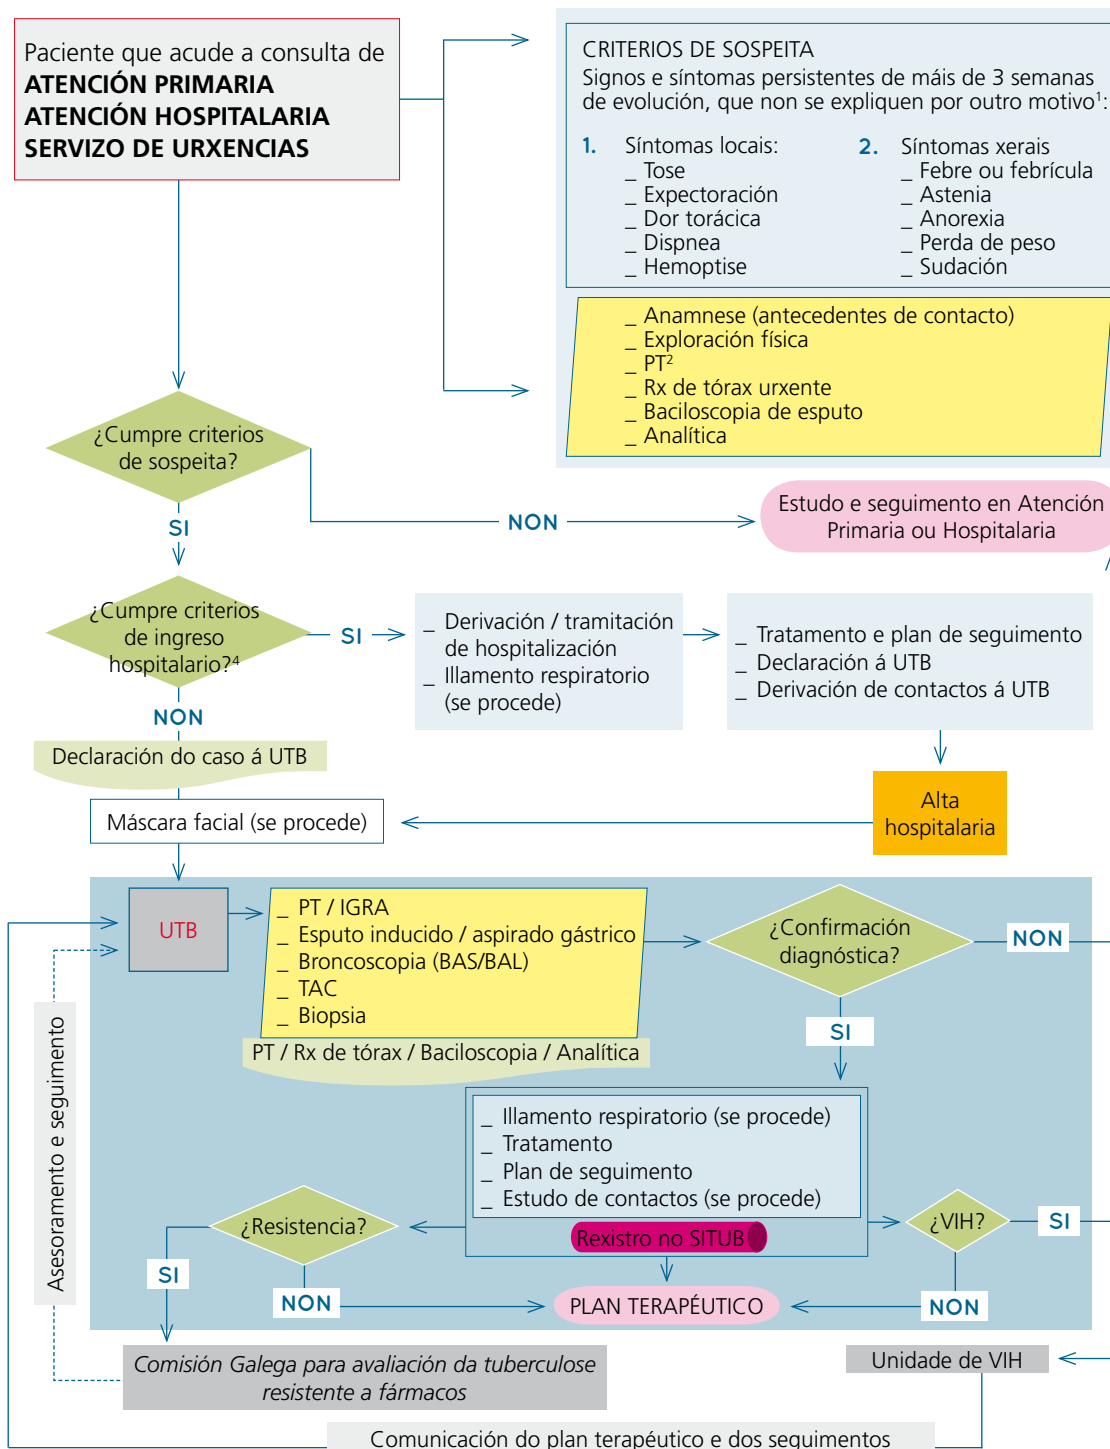 Paciente que acude a consulta de
ATENCIÓN PRIMARIA
ATENCIÓN HOSPITALARIA
SERVIZO DE URXENCIAS
CRITERIOS DE SOSPEITA
Signos e síntomas persistentes de máis de 3 semanas
de evolución, que non se expliquen por outro motivo¹:
1. Síntomas locais:
_ Tose
_ Expectoración
_ Dor torácica
_ Dispnea
_ Hemoptise
2. Síntomas xerais
_ Febre ou febrícula
_ Astenia
_ Anorexia
_ Perda de peso
_ Sudación
_ Anamnese (antecedentes de contacto)
_ Exploración física
_ PT²
_ Rx de tórax urxente
_ Baciloscopia de esputo
_ Analítica
¿Cumpre criterios
de sospeita?
SI
NON
Estudo e seguimento en Atención
Primaria ou Hospitalaria
¿Cumpre criterios
de ingreso
hospitalario?⁴
SI
_ Derivación / tramitación
de hospitalización
_ Illamento respiratorio
(se procede)
_ Tratamento e plan de seguimento
_ Declaración á UTB
_ Derivación de contactos á UTB
NON
Declaración do caso á UTB
Máscara facial (se procede)
Alta
hospitalaria
UTB
_ PT / IGRA
_ Esputo inducido / aspirado gástrico
_ Broncoscopia (BAS/BAL)
_ TAC
_ Biopsia
PT / Rx de tórax / Baciloscopia / Analítica
¿Confirmación
diagnóstica?
NON
SI
_ Illamento respiratorio (se procede)
_ Tratamento
_ Plan de seguimento
_ Estudo de contactos (se procede)
Rexistro no SITUB
¿Resistencia?
SI
NON
¿VIH?
SI
NON
PLAN TERAPÉUTICO
Asesoramento e seguimento
Comisión Galega para avaliación da tuberculose
resistente a fármacos
Unidade de VIH
Comunicación do plan terapéutico e dos seguimentos